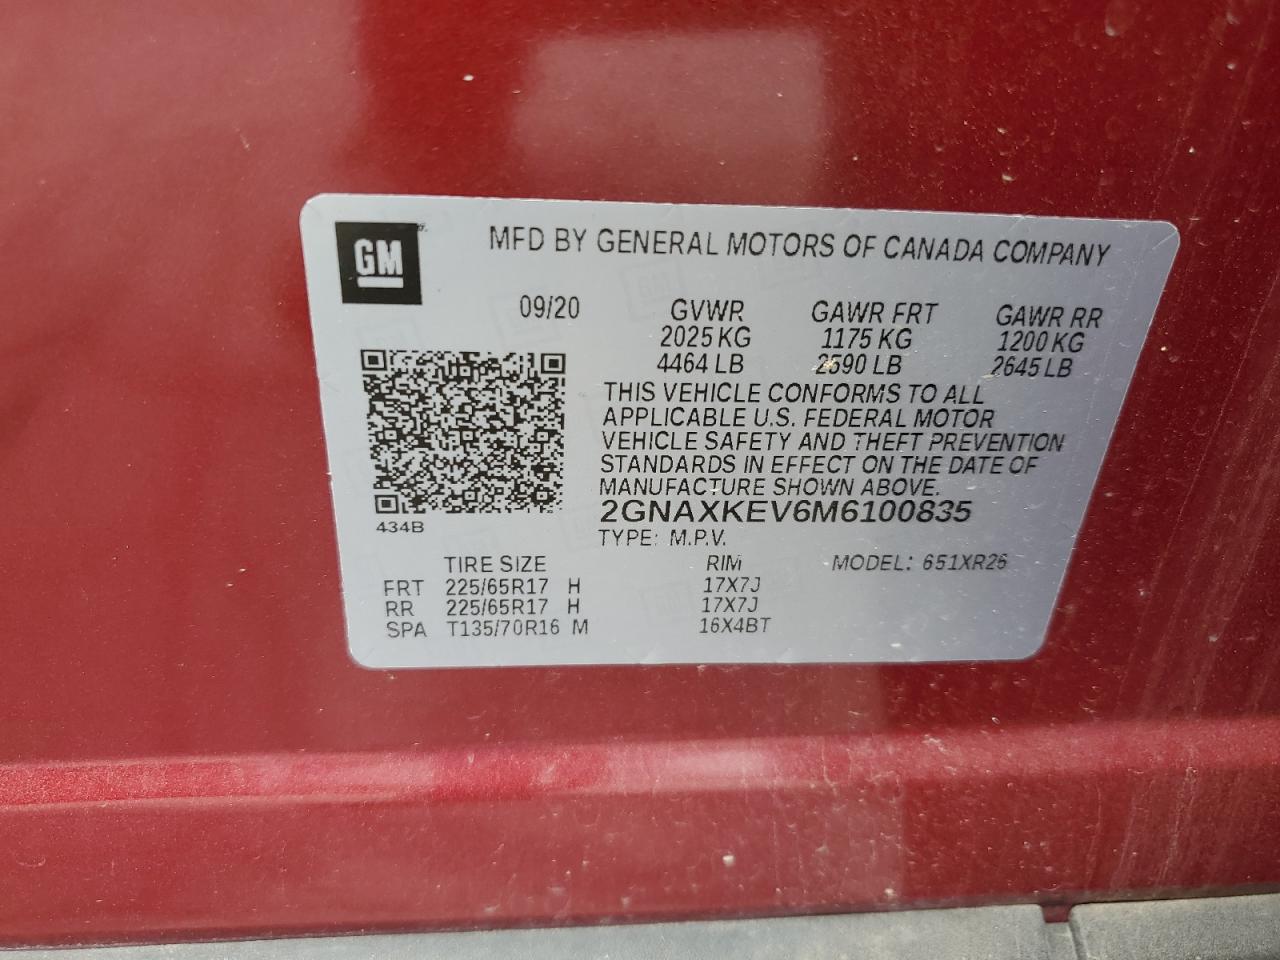 GM
MFD BY GENERAL MOTORS OF CANADA COMPANY
09/20 GVWR GAWR FRT GAWR RR
2025 KG 1175 KG 1200 KG
4464 LB 2590 LB 2645 LB
THIS VEHICLE CONFORMS TO ALL
APPLICABLE U.S. FEDERAL MOTOR
VEHICLE SAFETY AND THEFT PREVENTION
STANDARDS IN EFFECT ON THE DATE OF
MANUFACTURE SHOWN ABOVE.
2GNAXKEV6M6100835
434B
TYPE: M.P.V.
TIRE SIZE RIM MODEL: 651XR26
FRT 225/65R17 H 17X7J
RR 225/65R17 H 17X7J
SPA T135/70R16 M 16X4BT